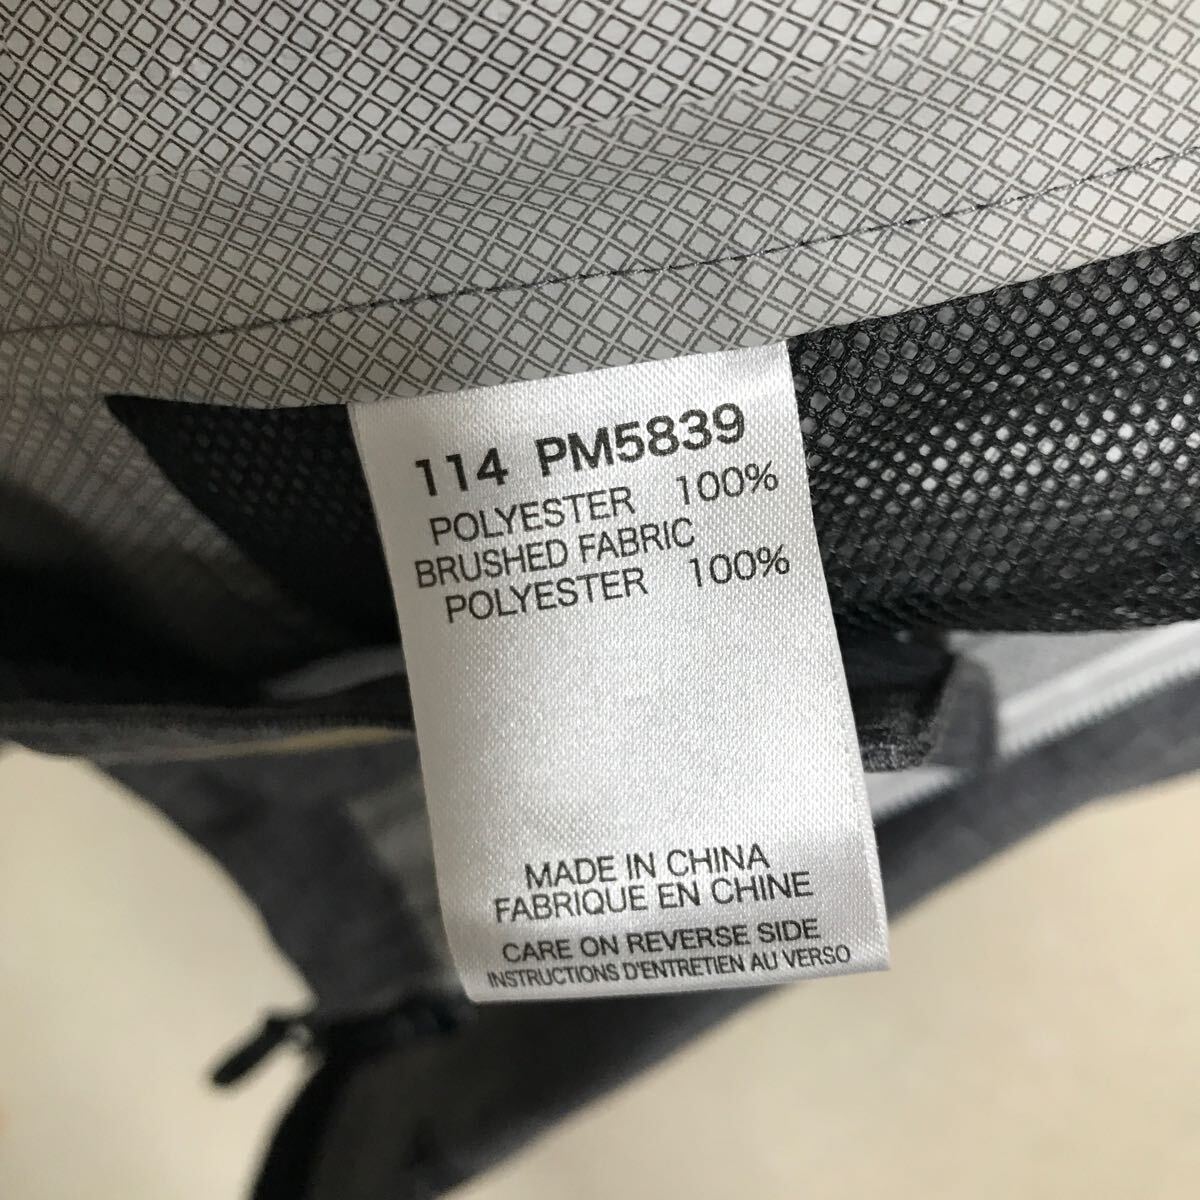 114 PM5839
POLYESTER 100%
BRUSHED FABRIC
POLYESTER 100%
MADE IN CHINA
FABRIQUE EN CHINE
CARE ON REVERSE SIDE
INSTRUCTIONS D'ENTRETIEN AU VERSO